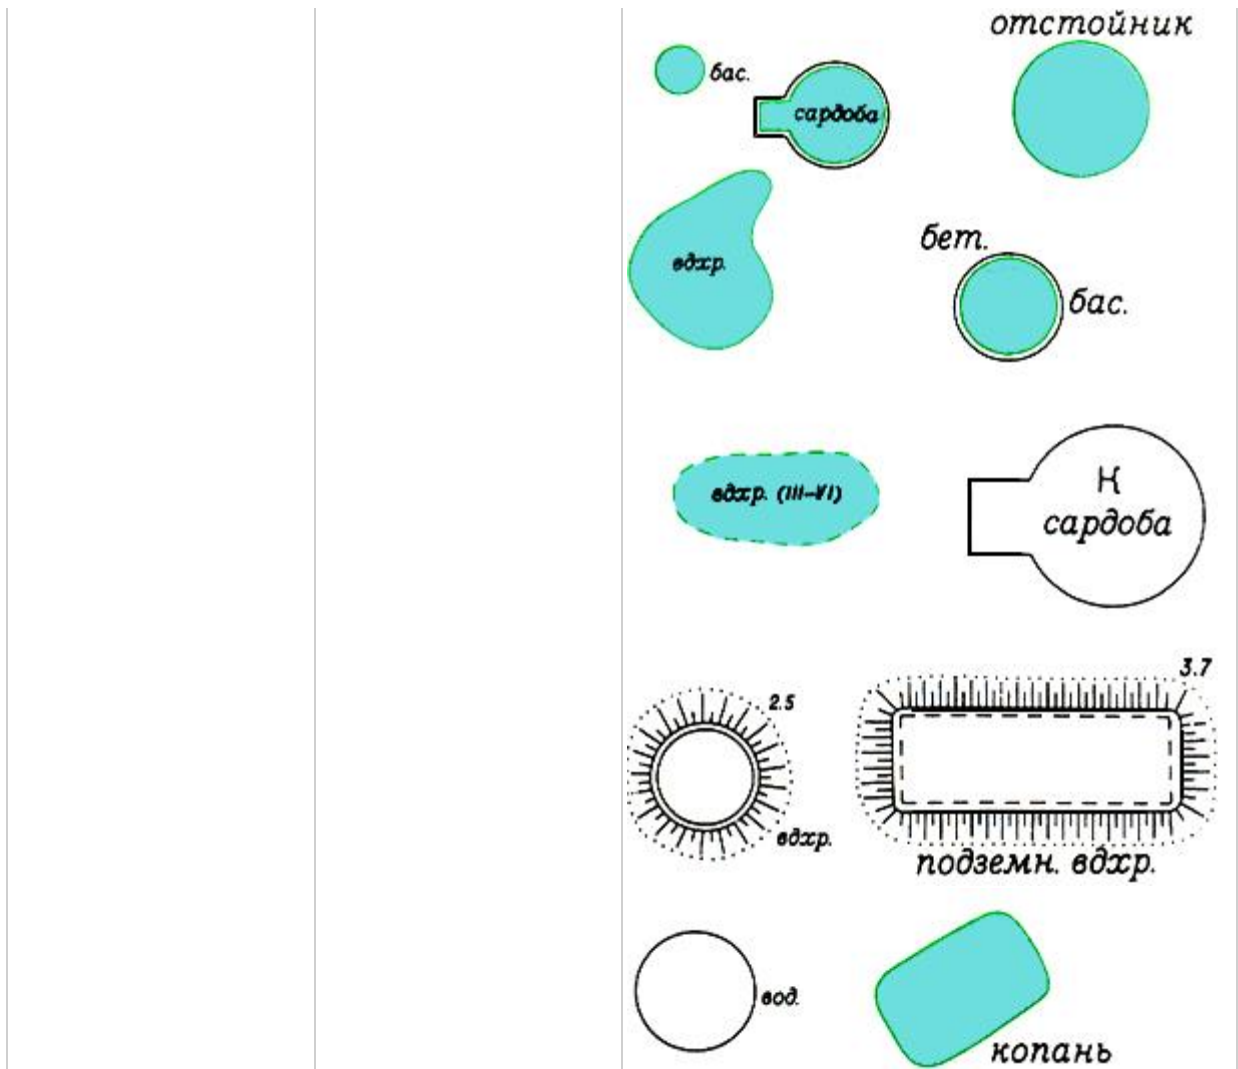 отстойник
бас.
сардоба
вдхр.
бет.
бас.
вдхр. (III–VI)
Н
сардоба
2.5
вдхр.
3.7
подземн. вдхр.
вод.
копань